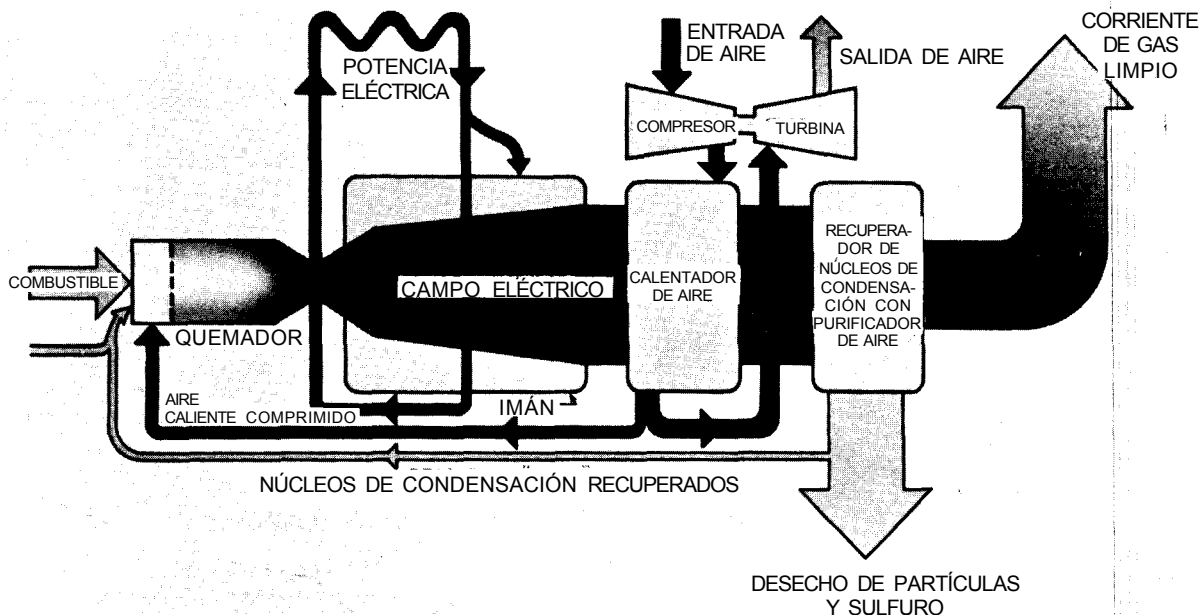 POTENCIA
ELÉCTRICA
ENTRADA
DE AIRE
SALIDA DE AIRE
CORRIENTE
DE GAS
LIMPIO
COMPRESOR
TURBINA
COMBUSTIBLE
QUEMADOR
CAMPO ELÉCTRICO
CALENTADOR
DE AIRE
RECUPERA-
DOR DE
NÚCLEOS DE
CONDENSA-
CIÓN CON
PURIFICADOR
DE AIRE
AIRE
CALIENTE COMPRIMIDO
IMÁN
NÚCLEOS DE CONDENSACIÓN RECUPERADOS
DESECHO DE PARTÍCULAS
Y SULFURO